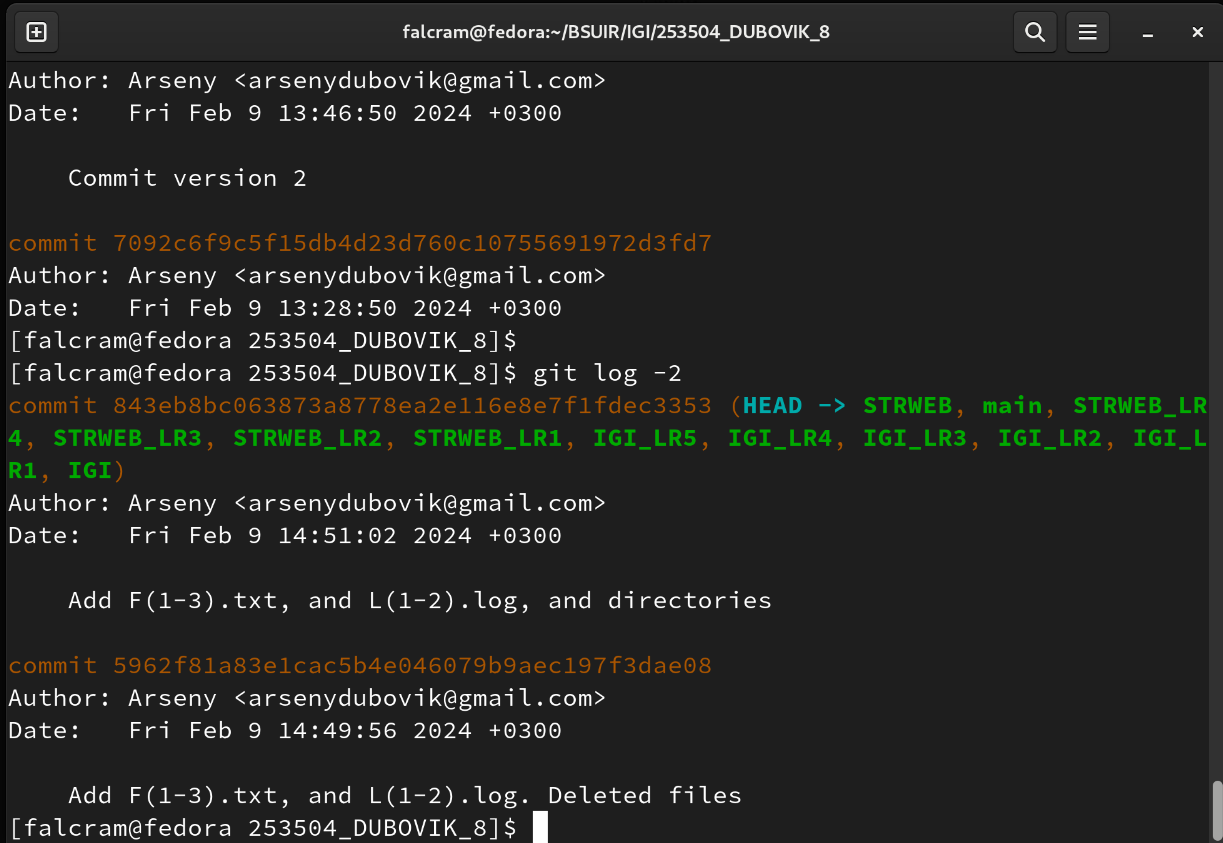 falcram@fedora:~/BSUIR/IGI/253504_DUBOVIK_8
Author: Arseny <arsenydubovik@gmail.com>
Date:   Fri Feb 9 13:46:50 2024 +0300
    Commit version 2
commit 7092c6f9c5f15db4d23d760c10755691972d3fd7
Author: Arseny <arsenydubovik@gmail.com>
Date:   Fri Feb 9 13:28:50 2024 +0300
[falcram@fedora 253504_DUBOVIK_8]$
[falcram@fedora 253504_DUBOVIK_8]$ git log -2
commit 843eb8bc063873a8778ea2e116e8e7f1fdec3353 (HEAD -> STRWEB, main, STRWEB_LR
4, STRWEB_LR3, STRWEB_LR2, STRWEB_LR1, IGI_LR5, IGI_LR4, IGI_LR3, IGI_LR2, IGI_L
R1, IGI)
Author: Arseny <arsenydubovik@gmail.com>
Date:   Fri Feb 9 14:51:02 2024 +0300
    Add F(1-3).txt, and L(1-2).log, and directories
commit 5962f81a83e1cac5b4e046079b9aec197f3dae08
Author: Arseny <arsenydubovik@gmail.com>
Date:   Fri Feb 9 14:49:56 2024 +0300
    Add F(1-3).txt, and L(1-2).log. Deleted files
[falcram@fedora 253504_DUBOVIK_8]$